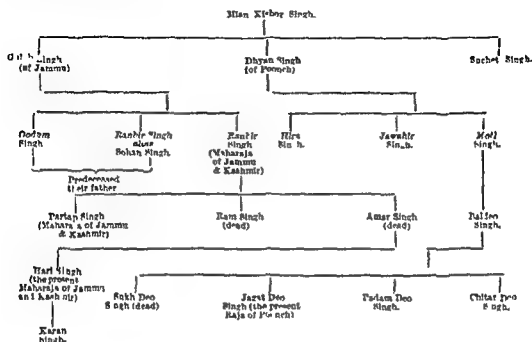 Mian Kishor Singh.
Singh Dhyan Singh Suchet Singh.
(of Jammu) (of Poonch)
Oodum Ranbir Singh Ranbir Hira Jawahir Moti
Singh alias Singh Singh. Singh. Singh.
Sohan Singh. (Maharaja
of Jammu
& Kashmir)
Predeceased
their father
Partap Singh Ram Singh Amar Singh Baldeo
(Maharaja of Jammu (dead) (dead) Singh.
& Kashmir)
Hari Singh
(the present Sukh Deo Jagat Deo Padam Deo Chitar Deo
Maharaja of Jammu Singh (dead) Singh (the present Singh. Singh.
and Kashmir) Raja of Poonch)
Karan
Singh.